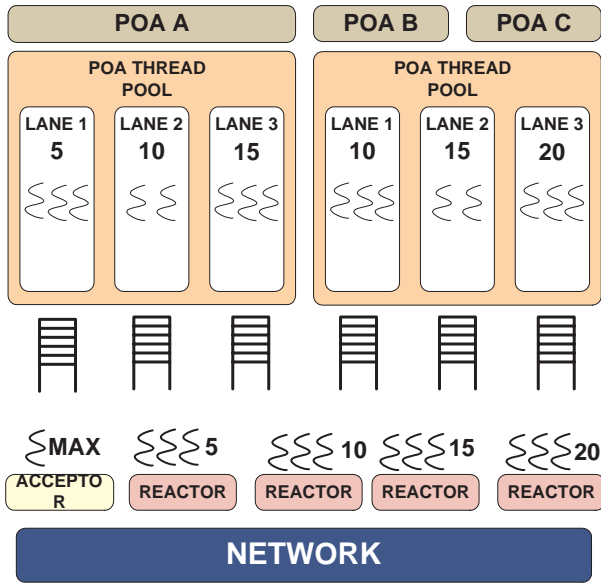 POA A
POA B
POA C
POA THREAD
POOL
POA THREAD
POOL
LANE 1
5
LANE 2
10
LANE 3
15
LANE 1
10
LANE 2
15
LANE 3
20
MAX
5
10
15
20
ACCEPTO
R
REACTOR
REACTOR
REACTOR
REACTOR
NETWORK